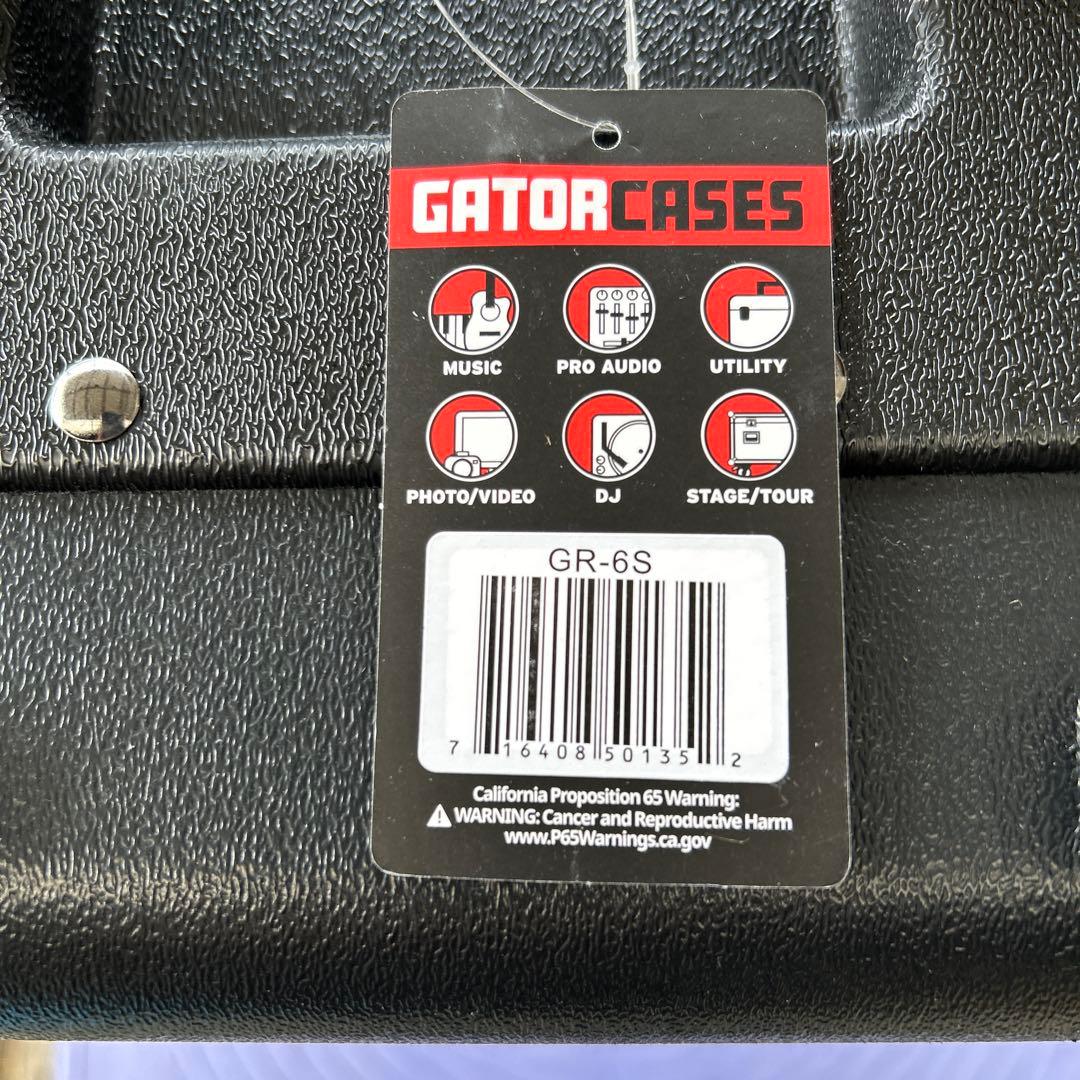 GATORCASES
MUSIC PRO AUDIO UTILITY
PHOTO/VIDEO DJ STAGE/TOUR
GR-6S
7 16408 50135 2
California Proposition 65 Warning:
WARNING: Cancer and Reproductive Harm
www.P65Warnings.ca.gov